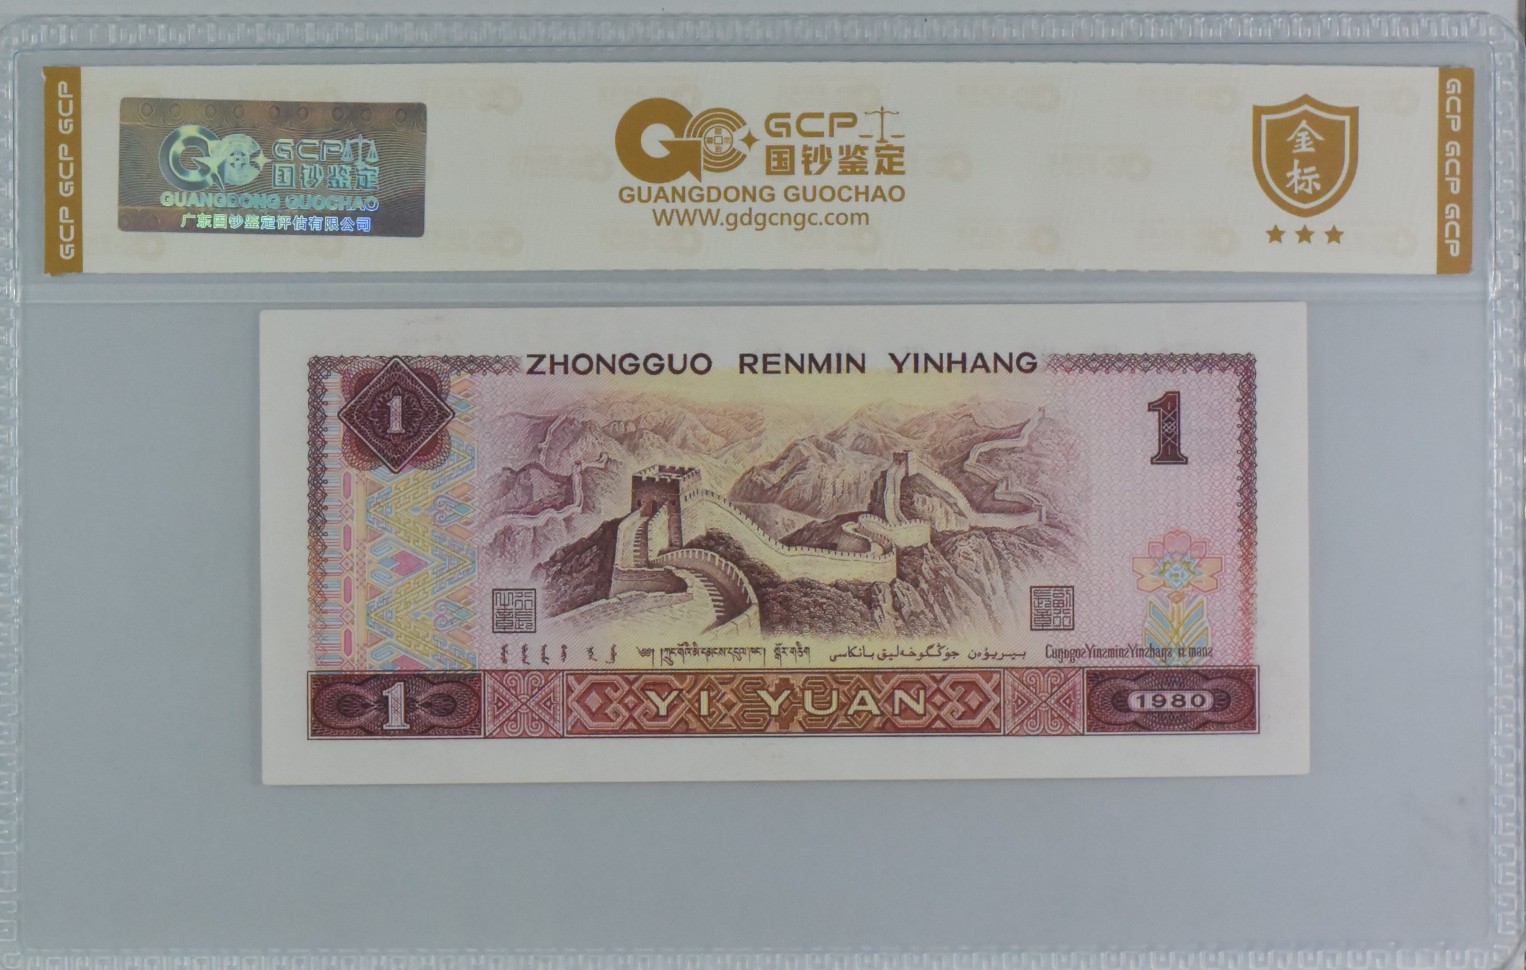 GCP GCP GCP
GCP
国钞鉴定
GUANGDONG GUOCHAO
广东国钞鉴定评估有限公司
GCP
国钞鉴定
GUANGDONG GUOCHAO
WWW.gdgcngc.com
金
标
GCP GCP GCP
ZHONGGUO RENMIN YINHANG
1
1
YI YUAN
1
1980